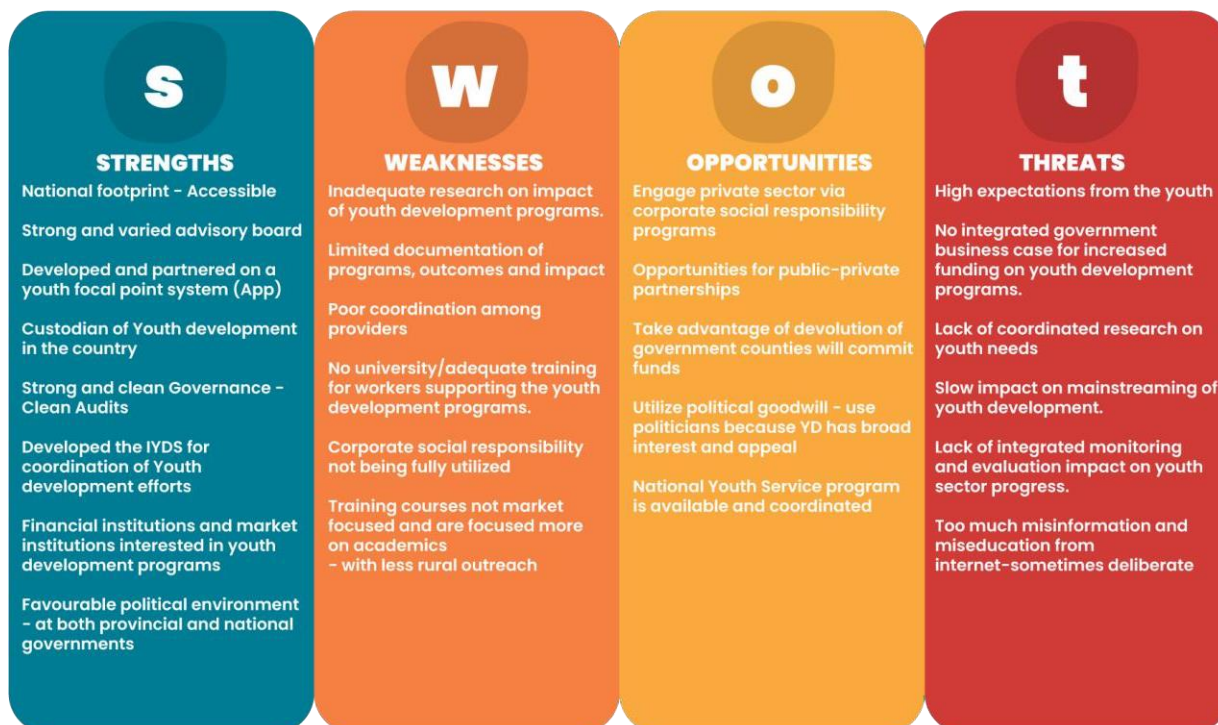 s
STRENGTHS
National footprint - Accessible
Strong and varied advisory board
Developed and partnered on a
youth focal point system (App)
Custodian of Youth development
in the country
Strong and clean Governance -
Clean Audits
Developed the IYDS for
coordination of Youth
development efforts
Financial institutions and market
institutions interested in youth
development programs
Favourable political environment
- at both provincial and national
governments
w
WEAKNESSES
Inadequate research on impact
of youth development programs.
Limited documentation of
programs, outcomes and impact
Poor coordination among
providers
No university/adequate training
for workers supporting the youth
development programs.
Corporate social responsibility
not being fully utilized
Training courses not market
focused and are focused more
on academics
- with less rural outreach
o
OPPORTUNITIES
Engage private sector via
corporate social responsibility
programs
Opportunities for public-private
partnerships
Take advantage of devolution of
government counties will commit
funds
Utilize political goodwill - use
politicians because YD has broad
interest and appeal
National Youth Service program
is available and coordinated
t
THREATS
High expectations from the youth
No integrated government
business case for increased
funding on youth development
programs.
Lack of coordinated research on
youth needs
Slow impact on mainstreaming of
youth development.
Lack of integrated monitoring
and evaluation impact on youth
sector progress.
Too much misinformation and
miseducation from
internet-sometimes deliberate